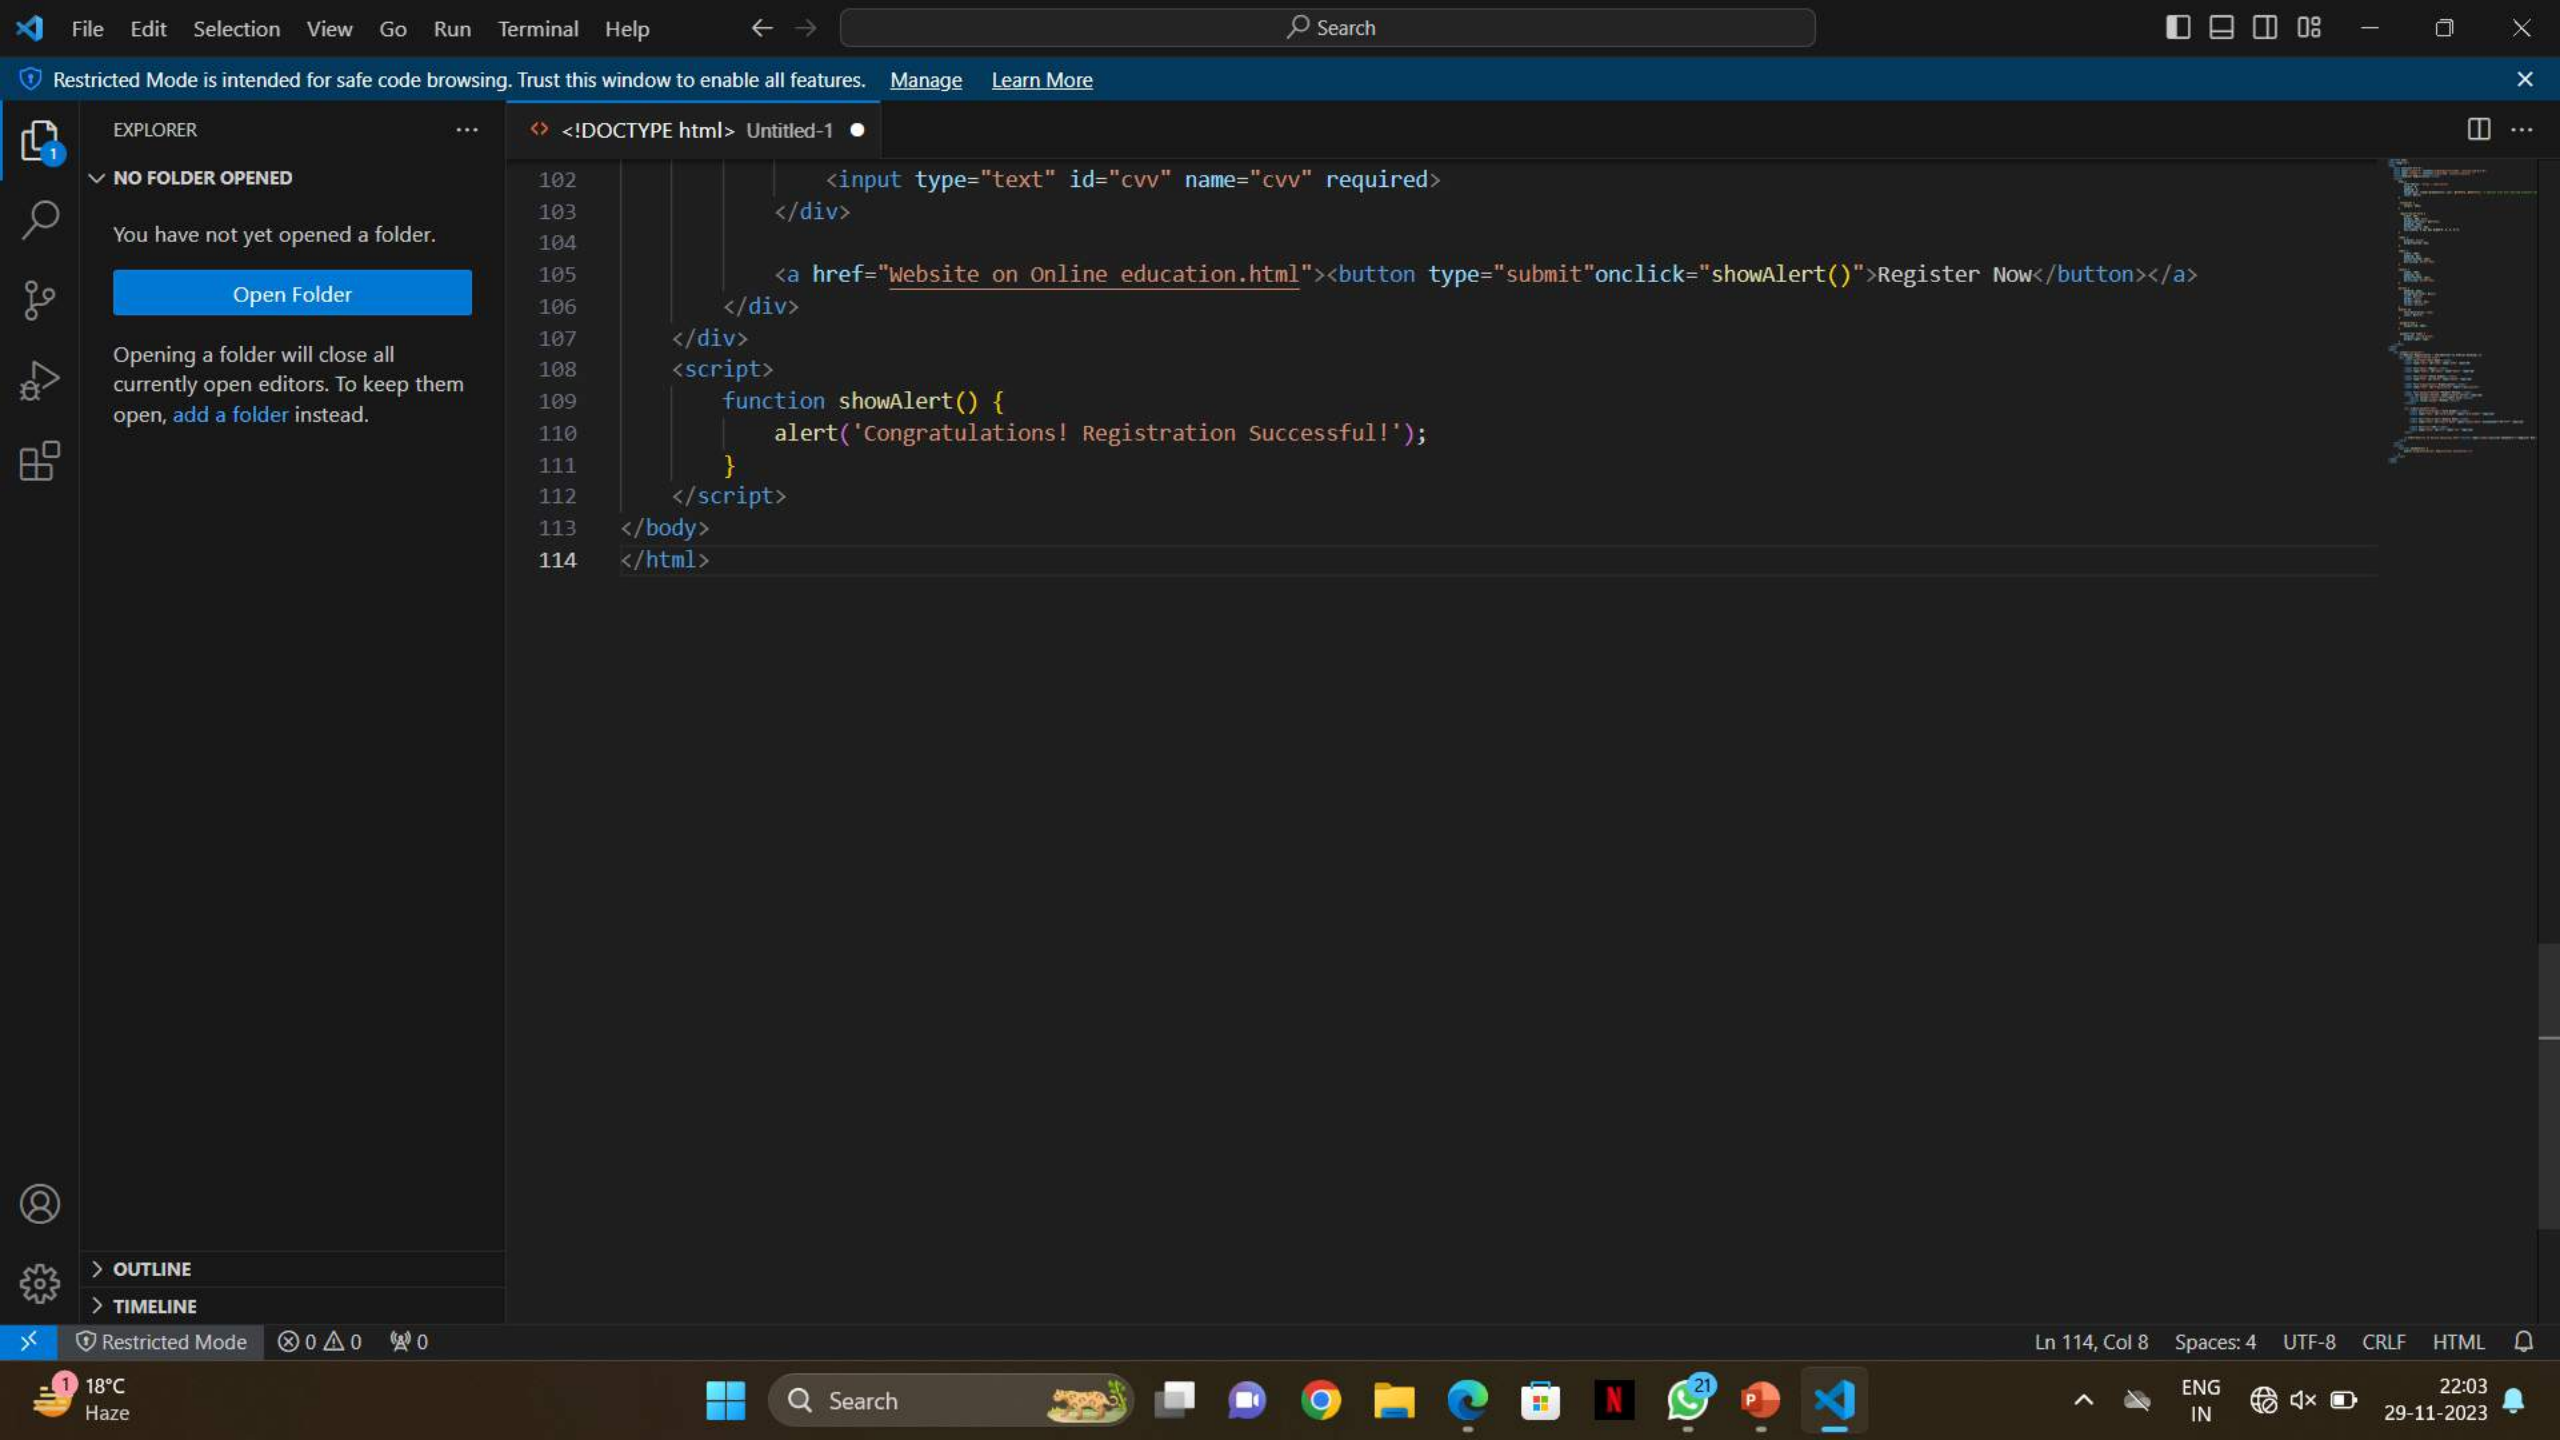 File Edit Selection View Go Run Terminal Help Search
Restricted Mode is intended for safe code browsing. Trust this window to enable all features. Manage Learn More
EXPLORER
<!DOCTYPE html> Untitled-1
1
NO FOLDER OPENED
You have not yet opened a folder.
Open Folder
Opening a folder will close all
currently open editors. To keep them
open, add a folder instead.
102 <input type="text" id="cvv" name="cvv" required>
103 </div>
104
105 <a href="Website on Online education.html"><button type="submit"onclick="showAlert()">Register Now</button></a>
106 </div>
107 </div>
108 <script>
109 function showAlert() {
110 alert('Congratulations! Registration Successful!');
111 }
112 </script>
113 </body>
114 </html>
OUTLINE
TIMELINE
Restricted Mode 0 0 0 Ln 114, Col 8 Spaces: 4 UTF-8 CRLF HTML
1 18°C
Haze
Search
N
21
P
ENG
IN
22:03
29-11-2023